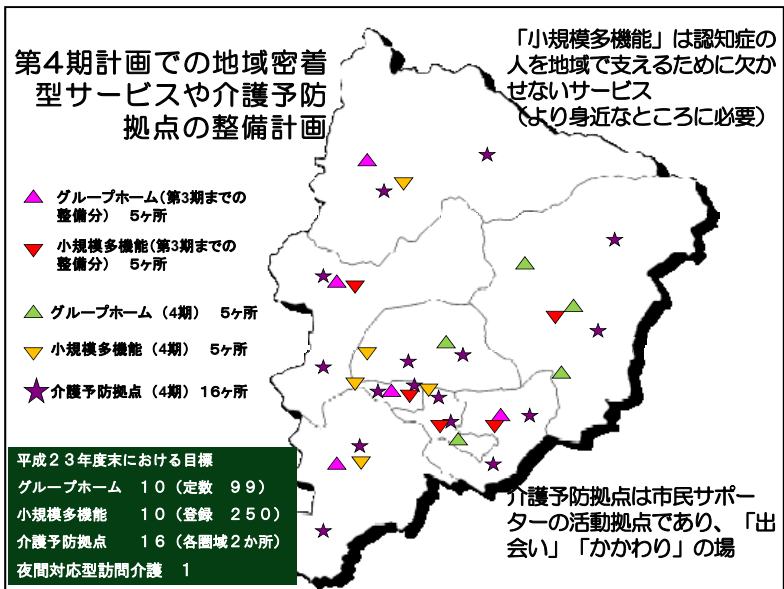 第4期計画での地域密着
型サービスや介護予防
拠点の整備計画
「小規模多機能」は認知症の
人を地域で支えるために欠か
せないサービス
（より身近なところに必要）
グループホーム（第3期までの
整備分）　5ヶ所
小規模多機能（第3期までの
整備分）　5ヶ所
グループホーム（4期）　5ヶ所
小規模多機能（4期）　5ヶ所
介護予防拠点（4期）16ヶ所
平成２３年度末における目標
グループホーム　１０（定数　９９）
小規模多機能　１０（登録　２５０）
介護予防拠点　１６（各圏域２か所）
夜間対応型訪問介護　１
介護予防拠点は市民サポー
ターの活動拠点であり、「出
会い」「かかわり」の場